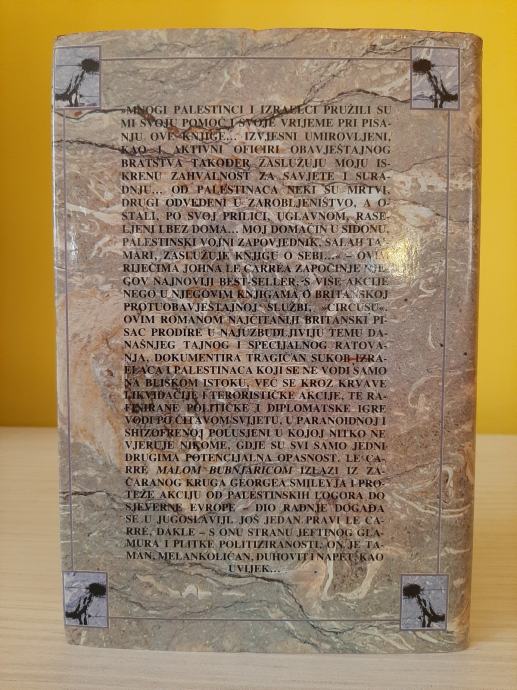 »MNOGI PALESTINCI I IZRAELCI PRUŽILI SU
MI SVOJU POMOĆ I SVOJE VRIJEME PRI PISA-
NJU OVE KNJIGE... IZVJESNI UMIROVLJENI,
KAO I AKTIVNI OFICIRI OBAVJEŠTAJNOG
BRATSTVA TAKOĐER ZASLUŽUJU MOJU IS-
KRENU ZAHVALNOST ZA SAVJETE I SURA-
DNJU... OD PALESTINACA NEKI SU MRTVI,
DRUGI ODVEDENI U ZAROBLJENIŠTVO, A O-
STALI, PO SVOJ PRILICI, UGLAVNOM, RASE-
LJENI I BEZ DOMA... MOJ DOMAĆIN U SIDONU,
PALESTINSKI VOJNI ZAPOVJEDNIK, SALAH TA-
MARI, ZASLUŽUJE KNJIGU O SEBI...« – OVIM
RIJEČIMA JOHNA LE CARRÉA ZAPOČINJE NJE-
GOV NAJNOVIJI BEST-SELLER, S VIŠE AKCIJE
NEGO U NJEGOVIM KNJIGAMA O BRITANSKOJ
PROTUOBAVJEŠTAJNOJ SLUŽBI, »CIRCUSU«.
OVIM ROMANOM NAJČITANIJI BRITANSKI PI-
SAC PRODIRE U NAJUZBUDLJIVIJU TEMU DA-
NAŠNJEG TAJNOG I SPECIJALNOG RATOVA-
NJA, DOKUMENTIRA TRAGIČAN SUKOB IZRA-
ELACA I PALESTINACA KOJI SE NE VODI SAMO
NA BLISKOM ISTOKU, VEĆ SE KROZ KRVAVE
LIKVIDACIJE I TERORISTIČKE AKCIJE, TE RA-
FINIRANE POLITIČKE I DIPLOMATSKE IGRE
VODI PO ČITAVOM SVIJETU, U PARANOIDNOJ I
SHIZOFRENOJ POLUSJENI U KOJOJ NITKO NE
VJERUJE NIKOME, GDJE SU SVI SAMO JEDNI
DRUGIMA POTENCIJALNA OPASNOST. LE CA-
RRÉ MALOM BUBNJARICOM IZLAZI IZ ZA-
ČARANOG KRUGA GEORGEA SMILEYJA I PRO-
TEŽE AKCIJU OD PALESTINSKIH LOGORA DO
SJEVERNE EVROPE – DIO RADNJE DOGAĐA
SE U JUGOSLAVIJI. JOŠ JEDAN PRAVI LE CA-
RRÉ, DAKLE – S ONU STRANU JEFTINOG GLA-
MURA I PLITKE POLITIZIRANOSTI, ON JE TA-
MAN, MELANKOLIČAN, DUHOVIT I NAPET, KAO
UVIJEK...